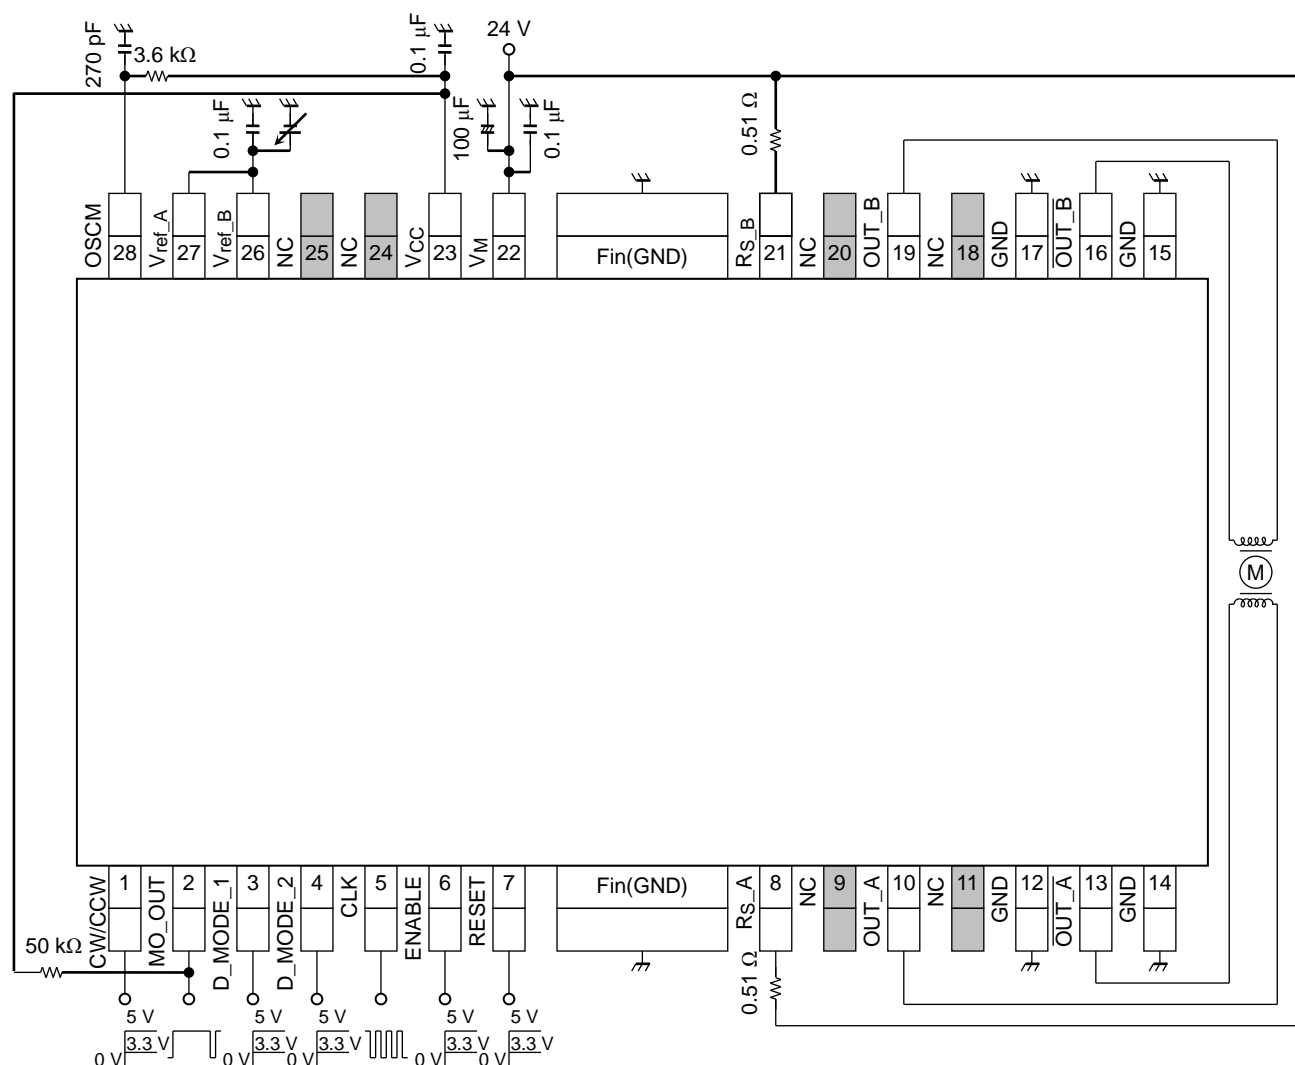 270 pF
3.6 kΩ
0.1 μF
24 V
0.1 μF
100 μF
0.1 μF
0.51 Ω
OSCM
28
Vref_A
27
Vref_B
26
NC
25
NC
24
VCC
23
VM
22
Fin(GND)
RS_B
21
NC
20
OUT_B
19
NC
18
GND
17
OUT_B
16
GND
15
M
CW/CCW
1
MO_OUT
2
D_MODE_1
3
D_MODE_2
4
CLK
5
ENABLE
6
RESET
7
Fin(GND)
RS_A
8
NC
9
OUT_A
10
NC
11
GND
12
OUT_A
13
GND
14
50 kΩ
0.51 Ω
5 V
3.3 V
0 V
5 V
3.3 V
0 V
5 V
3.3 V
0 V
5 V
3.3 V
0 V
5 V
3.3 V
0 V